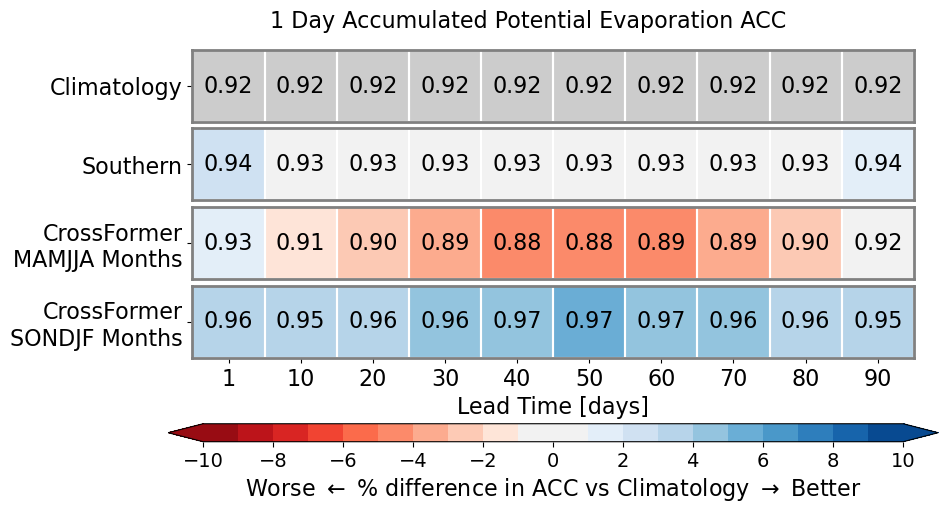 1 Day Accumulated Potential Evaporation ACC
Climatology 0.92 0.92 0.92 0.92 0.92 0.92 0.92 0.92 0.92 0.92
Southern 0.94 0.93 0.93 0.93 0.93 0.93 0.93 0.93 0.93 0.94
CrossFormer
MAMJJA Months 0.93 0.91 0.90 0.89 0.88 0.88 0.89 0.89 0.90 0.92
CrossFormer
SONDJF Months 0.96 0.95 0.96 0.96 0.97 0.97 0.97 0.96 0.96 0.95
1 10 20 30 40 50 60 70 80 90
Lead Time [days]
−10 −8 −6 −4 −2 0 2 4 6 8 10
Worse ← % difference in ACC vs Climatology → Better